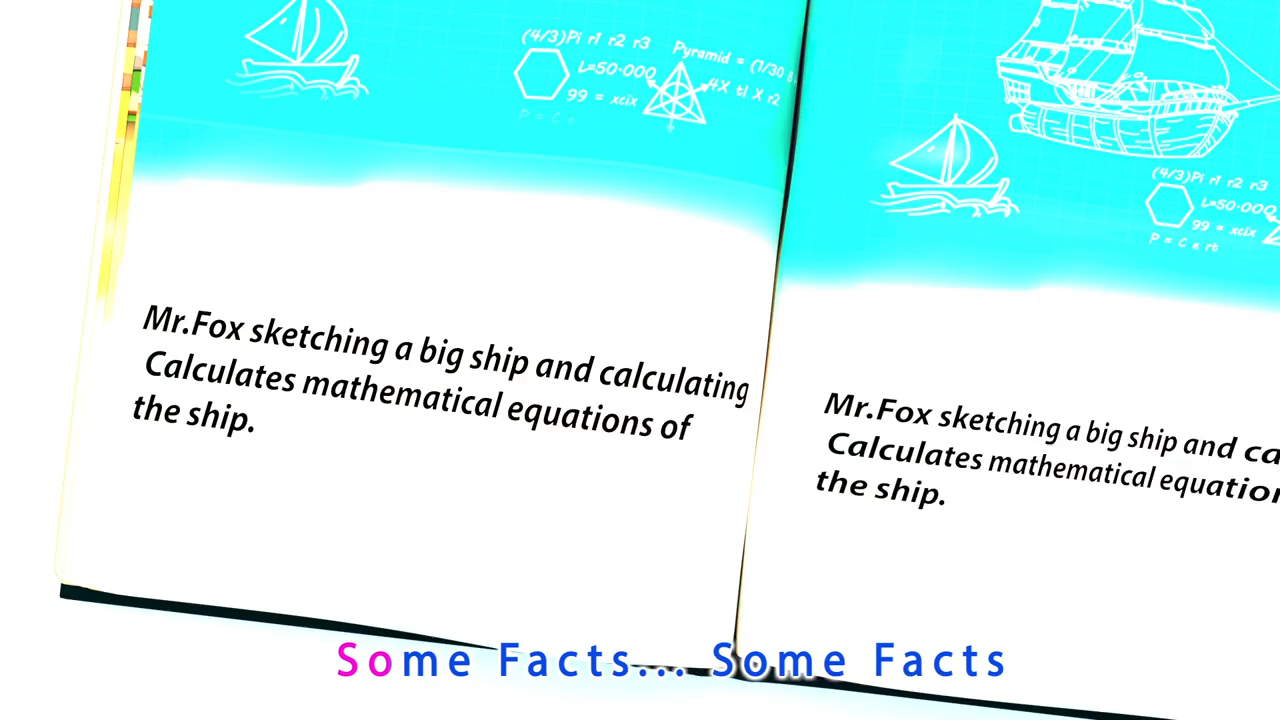 (4/3)Pi r1 r2 r3
Pyramid = (1/30 B.
L=50-000
4X tl X r2
99 = xcix
P = C e
Mr.Fox sketching a big ship and calculating
Calculates mathematical equations of
the ship.
(4/3)Pi r1 r2 r3
L=50-000
99 = xcix
P = C e rt
Mr.Fox sketching a big ship and ca
Calculates mathematical equation
the ship.
Some Facts... Some Facts